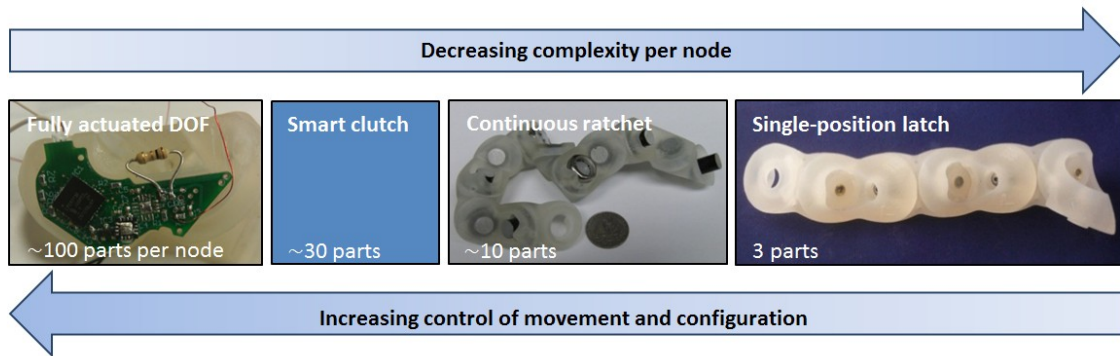 Decreasing complexity per node
Fully actuated DOF
Smart clutch
Continuous ratchet
Single-position latch
~100 parts per node
~30 parts
~10 parts
3 parts
Increasing control of movement and configuration